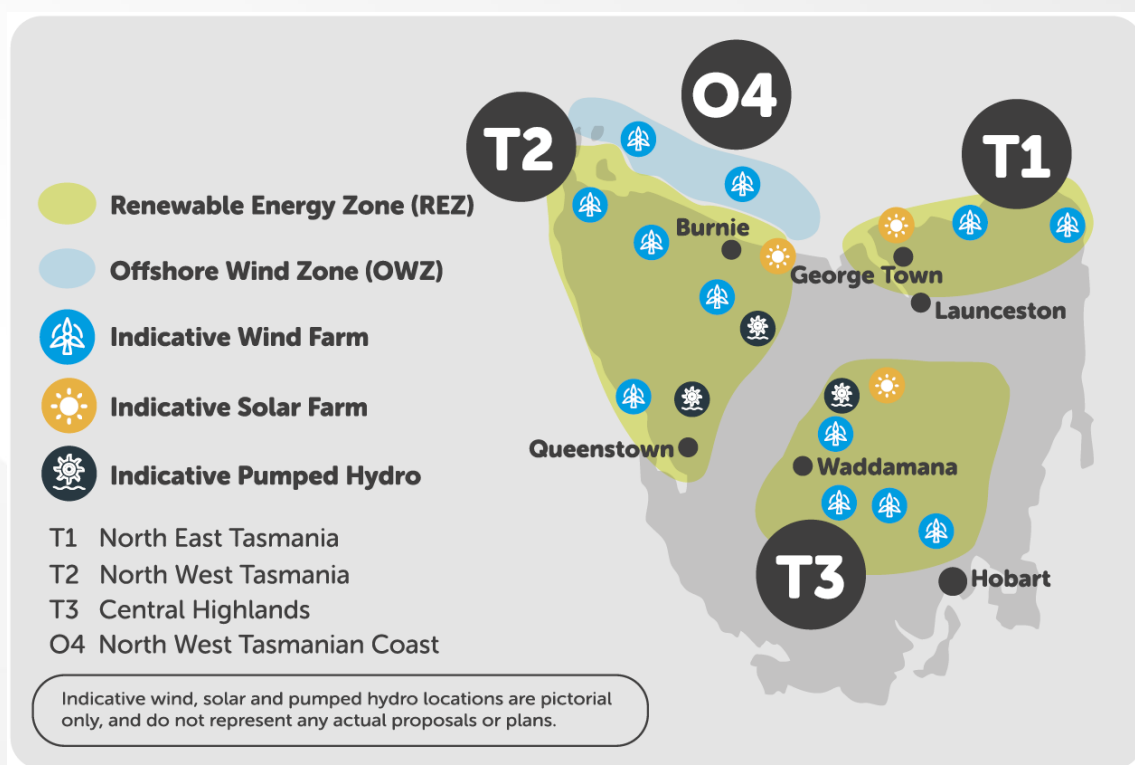 O4
T2
T1
Renewable Energy Zone (REZ)
Burnie
Offshore Wind Zone (OWZ)
George Town
Launceston
Indicative Wind Farm
Indicative Solar Farm
Queenstown
Waddamana
Indicative Pumped Hydro
T1 North East Tasmania
T2 North West Tasmania
T3
Hobart
T3 Central Highlands
O4 North West Tasmanian Coast
Indicative wind, solar and pumped hydro locations are pictorial
only, and do not represent any actual proposals or plans.